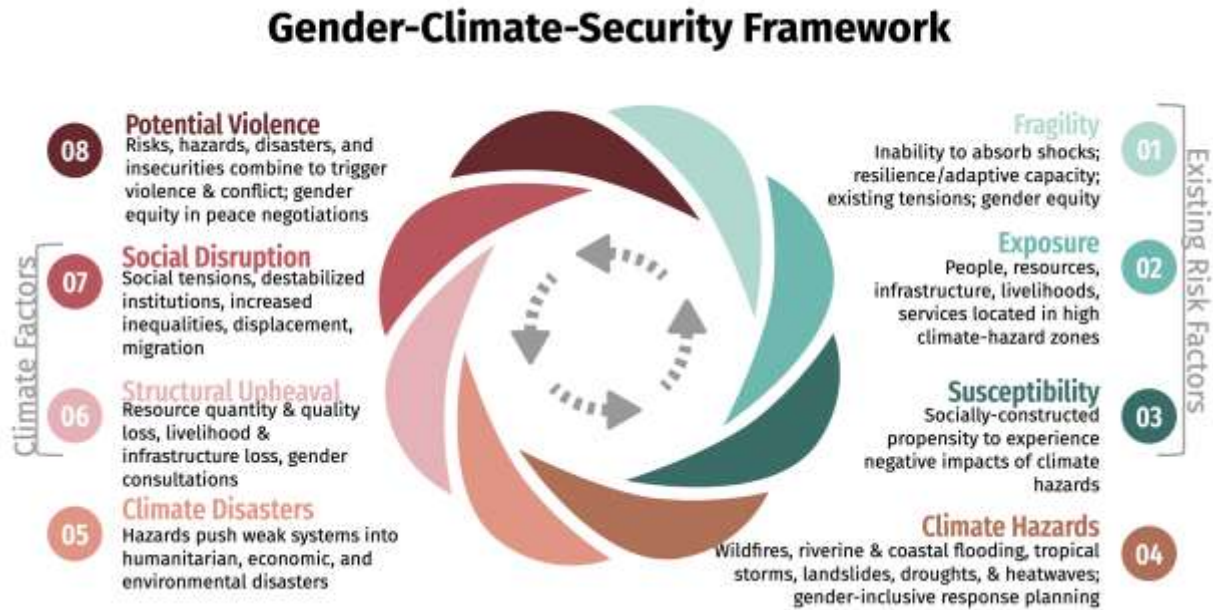 Gender-Climate-Security Framework
08
Potential Violence
Risks, hazards, disasters, and
insecurities combine to trigger
violence & conflict; gender
equity in peace negotiations
Climate Factors
07
Social Disruption
Social tensions, destabilized
institutions, increased
inequalities, displacement,
migration
06
Structural Upheaval
Resource quantity & quality
loss, livelihood &
infrastructure loss, gender
consultations
05
Climate Disasters
Hazards push weak systems into
humanitarian, economic, and
environmental disasters
Fragility
01
Inability to absorb shocks;
resilience/adaptive capacity;
existing tensions; gender equity
Existing Risk Factors
Exposure
02
People, resources,
infrastructure, livelihoods,
services located in high
climate-hazard zones
Susceptibility
03
Socially-constructed
propensity to experience
negative impacts of climate
hazards
Climate Hazards
04
Wildfires, riverine & coastal flooding, tropical
storms, landslides, droughts, & heatwaves;
gender-inclusive response planning